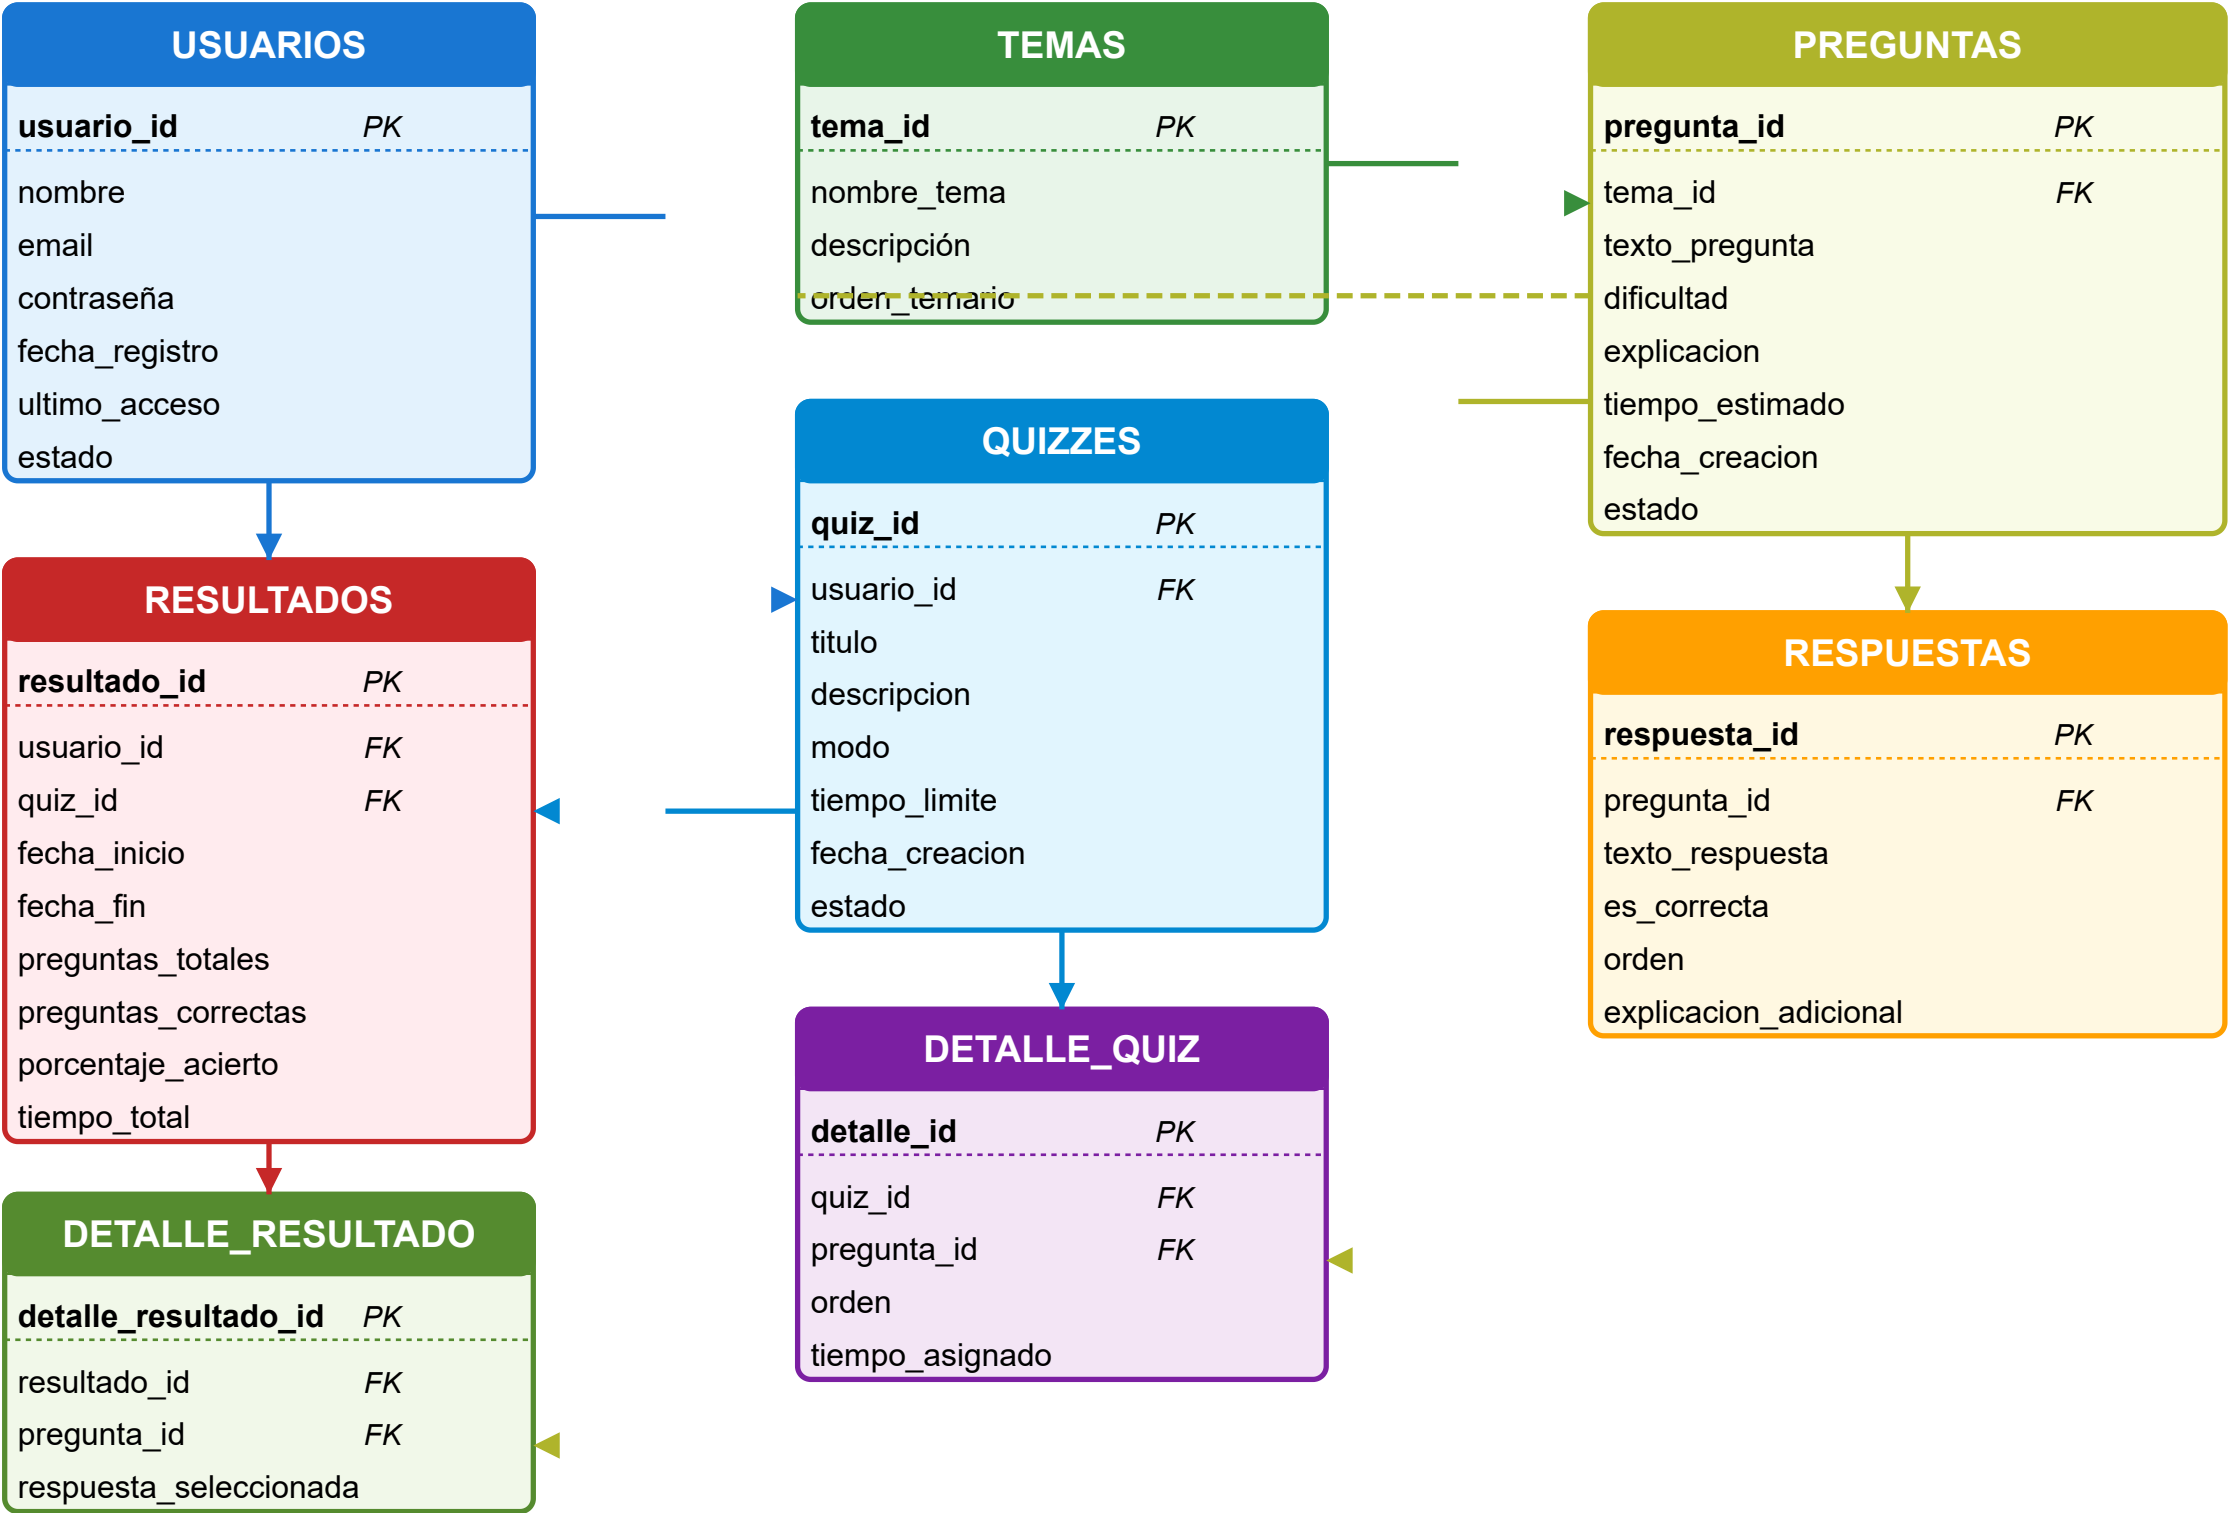 USUARIOS
usuario_id PK
nombre
email
contraseña
fecha_registro
ultimo_acceso
estado
TEMAS
tema_id PK
nombre_tema
descripción
orden_temario
PREGUNTAS
pregunta_id PK
tema_id FK
texto_pregunta
dificultad
explicacion
tiempo_estimado
fecha_creacion
estado
QUIZZES
quiz_id PK
usuario_id FK
titulo
descripcion
modo
tiempo_limite
fecha_creacion
estado
RESULTADOS
resultado_id PK
usuario_id FK
quiz_id FK
fecha_inicio
fecha_fin
preguntas_totales
preguntas_correctas
porcentaje_acierto
tiempo_total
RESPUESTAS
respuesta_id PK
pregunta_id FK
texto_respuesta
es_correcta
orden
explicacion_adicional
DETALLE_QUIZ
detalle_id PK
quiz_id FK
pregunta_id FK
orden
tiempo_asignado
DETALLE_RESULTADO
detalle_resultado_id PK
resultado_id FK
pregunta_id FK
respuesta_seleccionada